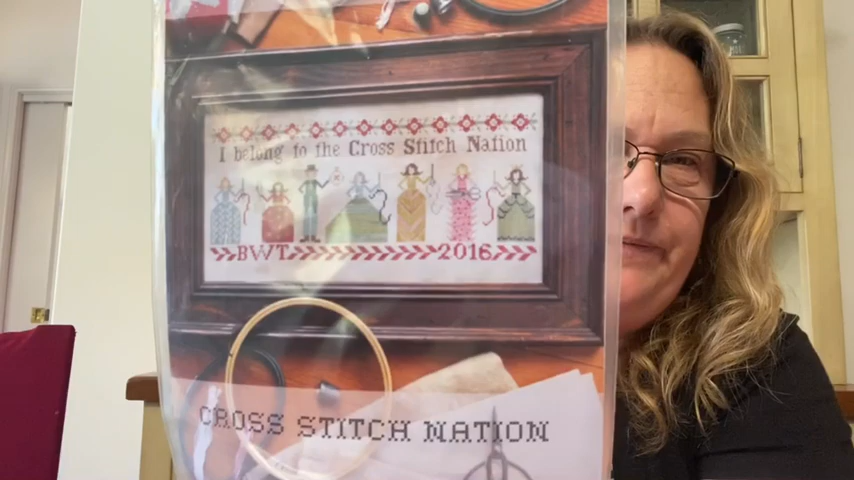 I belong to the Cross Stitch Nation
BWT 2016
CROSS STITCH NATION